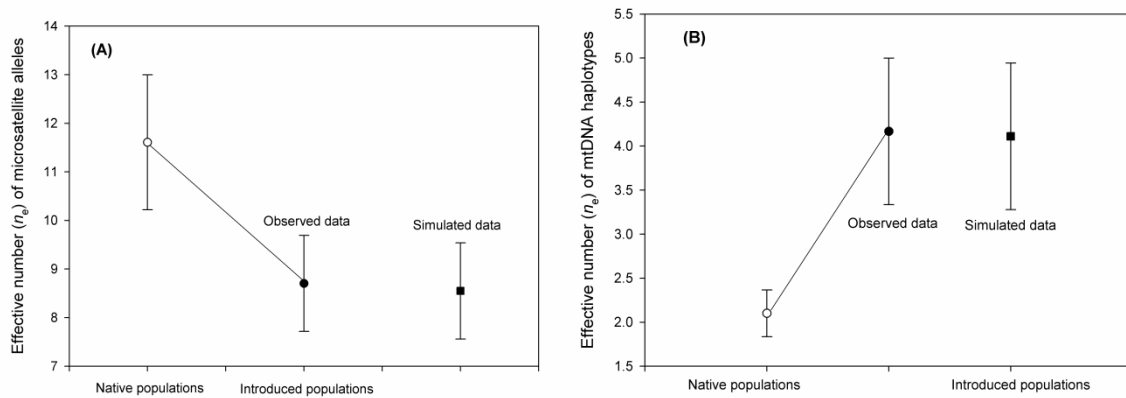 (A)
Effective number (nₑ) of microsatellite alleles
14
13
12
11
10
9
8
7
Observed data
Simulated data
Native populations
Introduced populations
(B)
Effective number (nₑ) of mtDNA haplotypes
5.5
5.0
4.5
4.0
3.5
3.0
2.5
2.0
1.5
Observed data
Simulated data
Native populations
Introduced populations